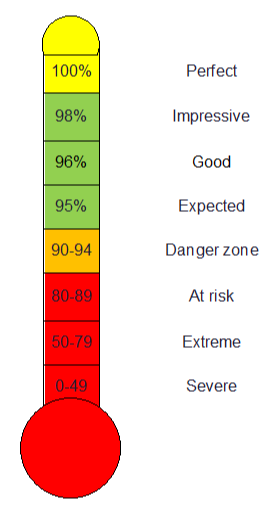 100% Perfect
98% Impressive
96% Good
95% Expected
90-94 Danger zone
80-89 At risk
50-79 Extreme
0-49 Severe